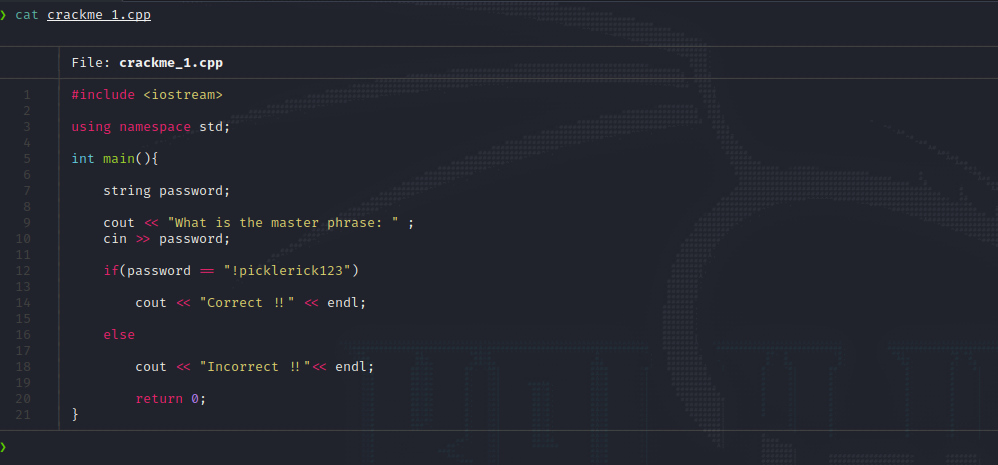 ❯ cat crackme_1.cpp
File: crackme_1.cpp
1 #include <iostream>
2
3 using namespace std;
4
5 int main(){
6
7 string password;
8
9 cout << "What is the master phrase: " ;
10 cin >> password;
11
12 if(password == "!picklerick123")
13
14 cout << "Correct !!" << endl;
15
16 else
17
18 cout << "Incorrect !!"<< endl;
19
20 return 0;
21 }
❯